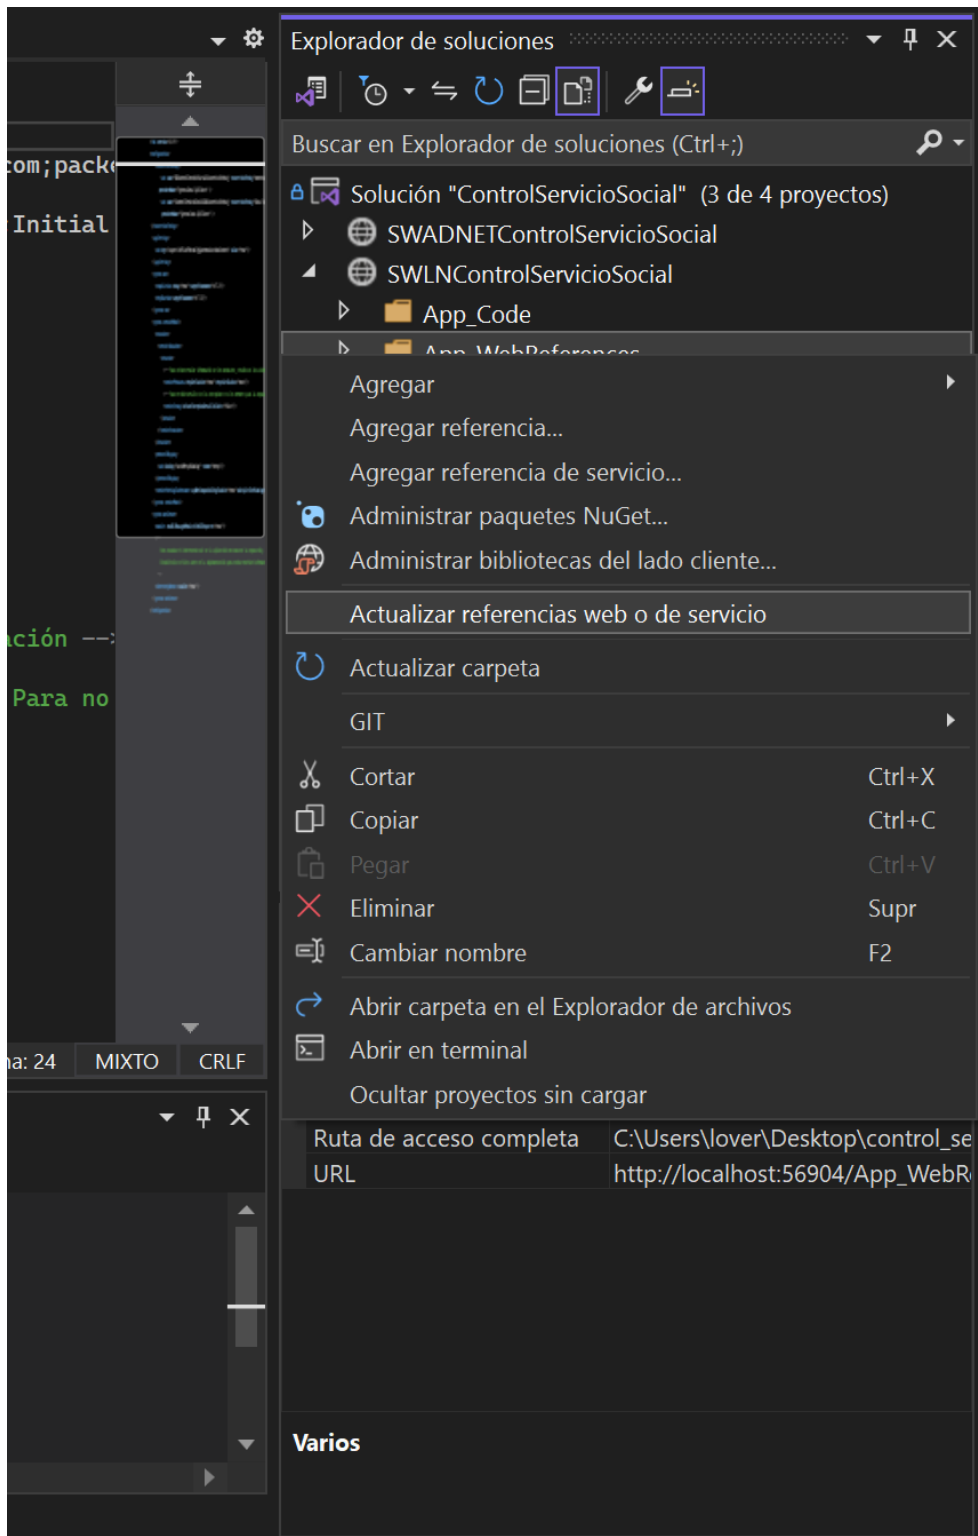 Explorador de soluciones
Buscar en Explorador de soluciones (Ctrl+;)
com;pack
Initial
Solución "ControlServicioSocial" (3 de 4 proyectos)
SWADNETControlServicioSocial
SWLNControlServicioSocial
App_Code
App_WebReferences
Agregar
Agregar referencia...
Agregar referencia de servicio...
Administrar paquetes NuGet...
Administrar bibliotecas del lado cliente...
Actualizar referencias web o de servicio
ación -->
Actualizar carpeta
Para no
GIT
Cortar Ctrl+X
Copiar Ctrl+C
Pegar Ctrl+V
Eliminar Supr
Cambiar nombre F2
Abrir carpeta en el Explorador de archivos
Abrir en terminal
na: 24 MIXTO CRLF
Ocultar proyectos sin cargar
Ruta de acceso completa C:\Users\lover\Desktop\control_se
URL http://localhost:56904/App_WebR
Varios